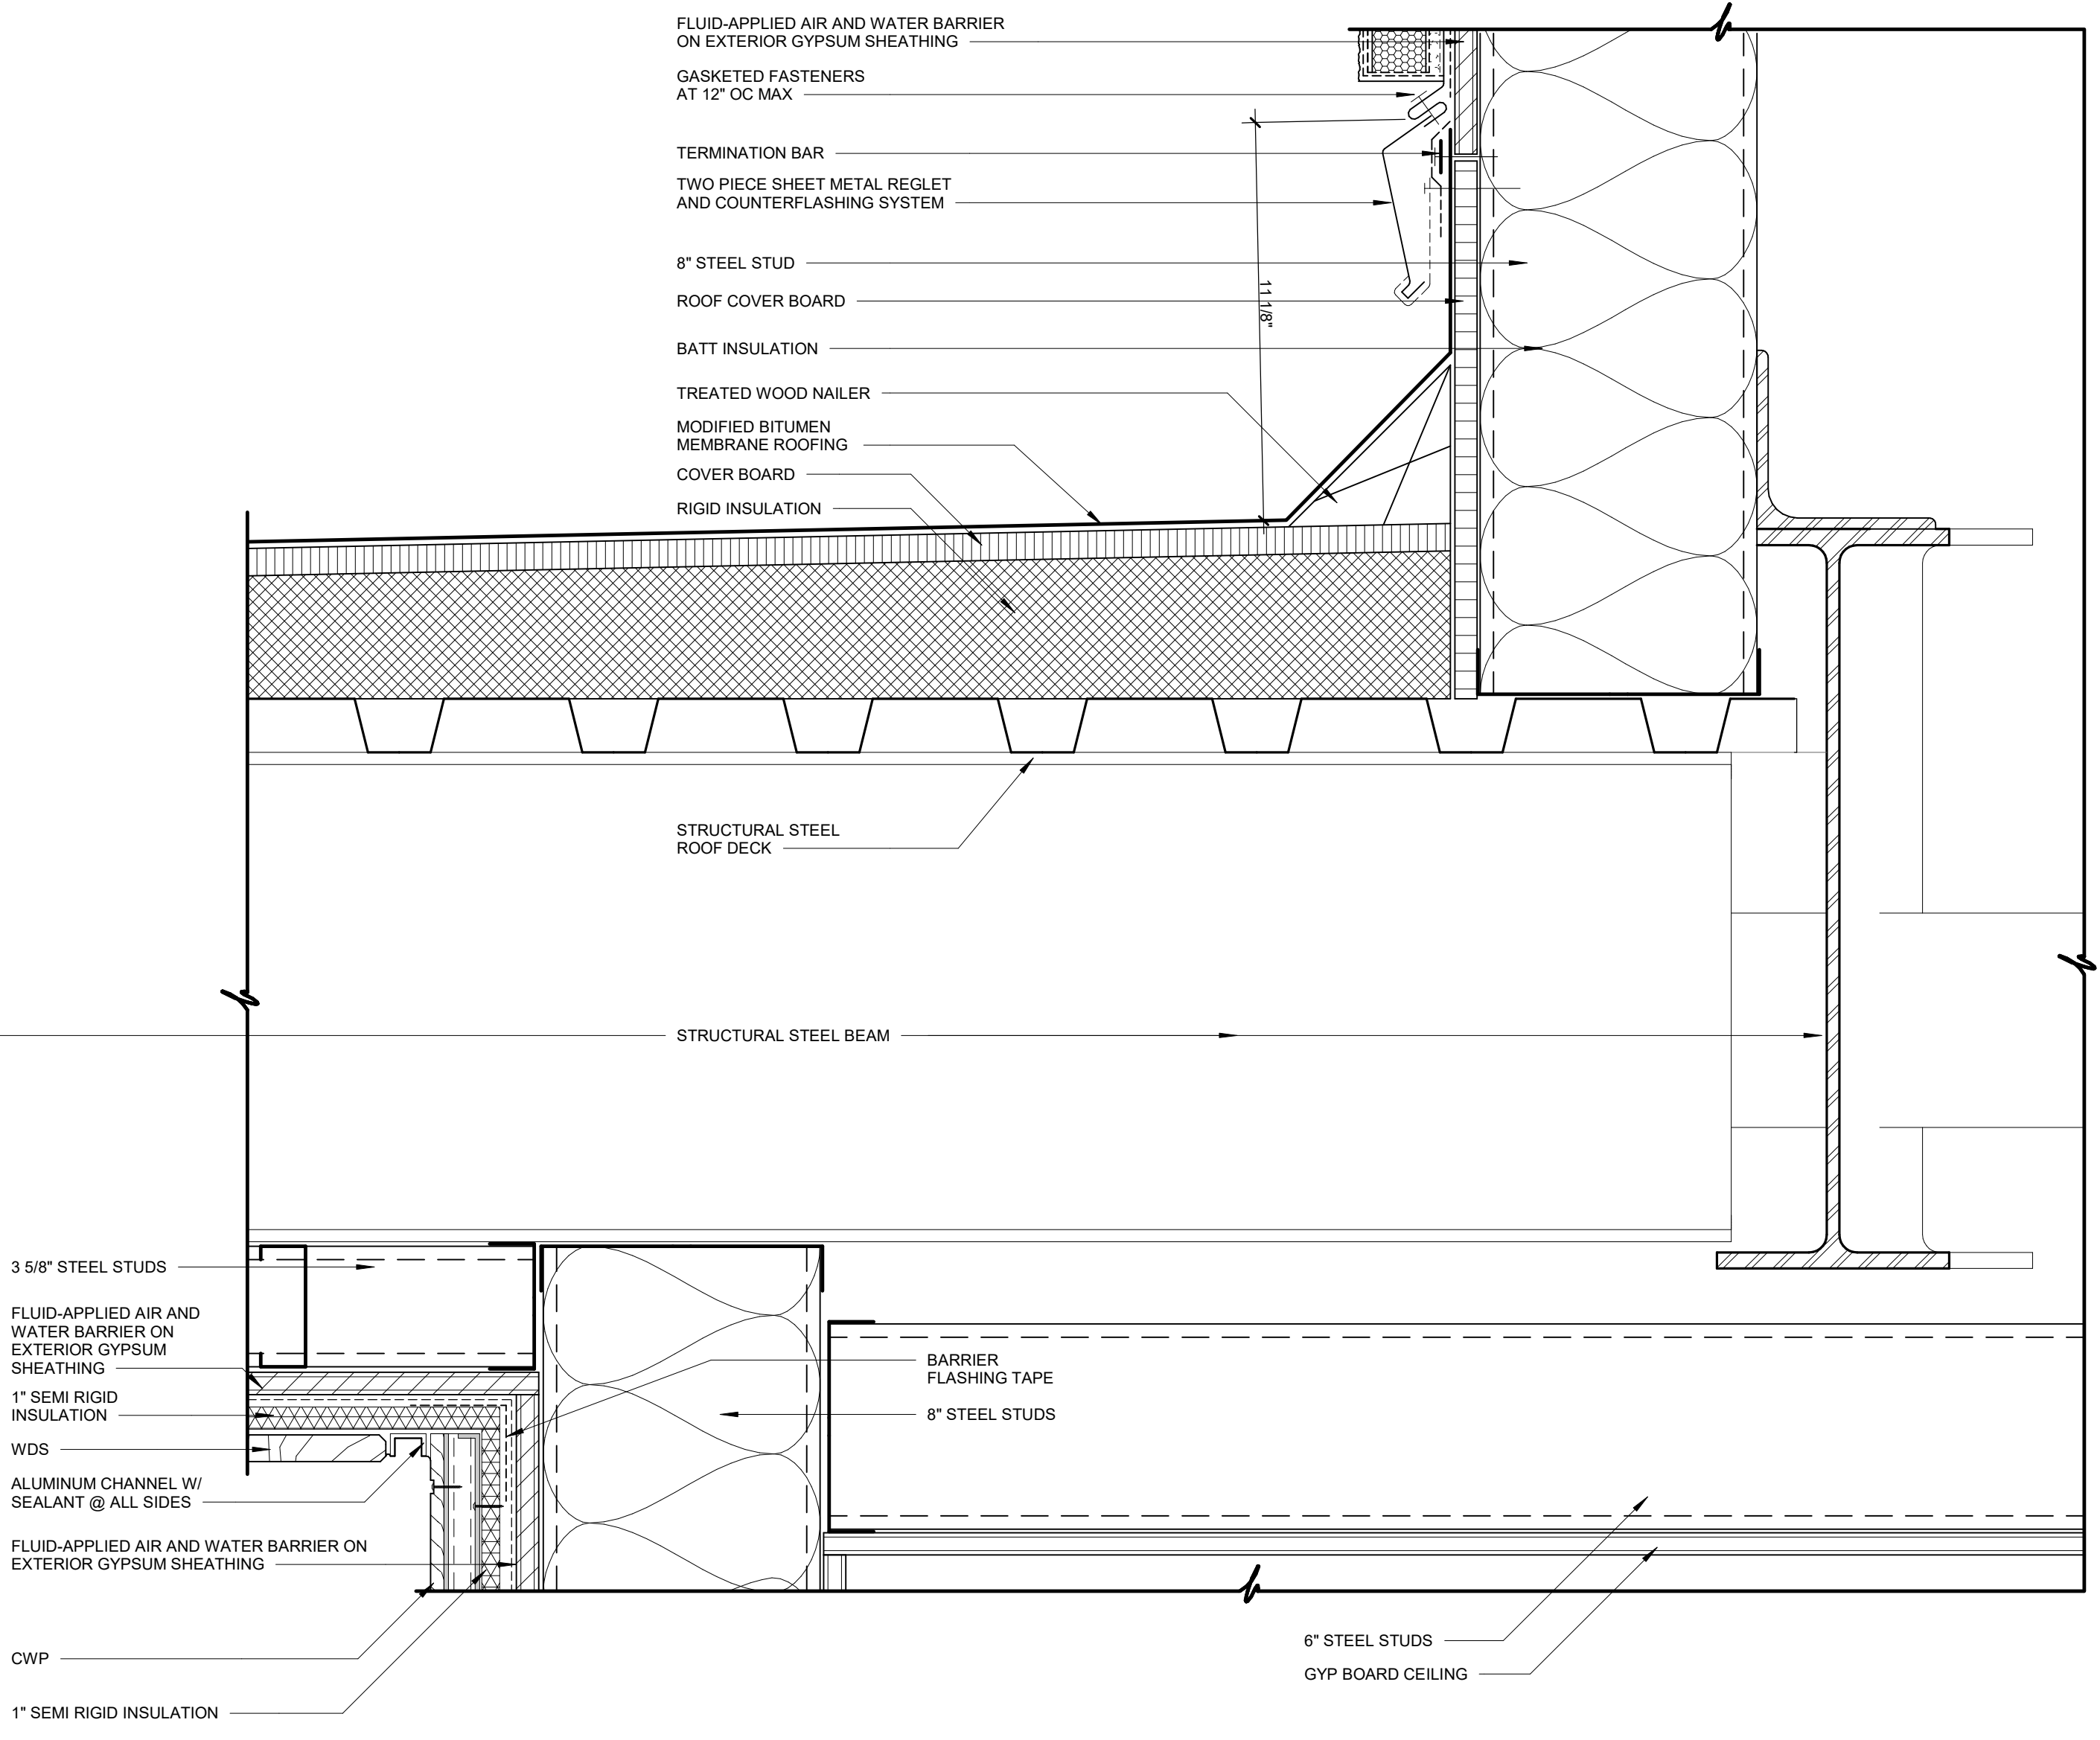 FLUID-APPLIED AIR AND WATER BARRIER
ON EXTERIOR GYPSUM SHEATHING
GASKETED FASTENERS
AT 12" OC MAX
TERMINATION BAR
TWO PIECE SHEET METAL REGLET
AND COUNTERFLASHING SYSTEM
8" STEEL STUD
ROOF COVER BOARD
11 1/8"
BATT INSULATION
TREATED WOOD NAILER
MODIFIED BITUMEN
MEMBRANE ROOFING
COVER BOARD
RIGID INSULATION
STRUCTURAL STEEL
ROOF DECK
STRUCTURAL STEEL BEAM
3 5/8" STEEL STUDS
FLUID-APPLIED AIR AND
WATER BARRIER ON
EXTERIOR GYPSUM
SHEATHING
1" SEMI RIGID
INSULATION
WDS
ALUMINUM CHANNEL W/
SEALANT @ ALL SIDES
FLUID-APPLIED AIR AND WATER BARRIER ON
EXTERIOR GYPSUM SHEATHING
CWP
1" SEMI RIGID INSULATION
BARRIER
FLASHING TAPE
8" STEEL STUDS
6" STEEL STUDS
GYP BOARD CEILING